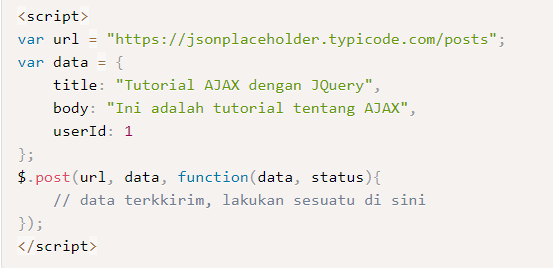 <script>
var url = "https://jsonplaceholder.typicode.com/posts";
var data = {
    title: "Tutorial AJAX dengan JQuery",
    body: "Ini adalah tutorial tentang AJAX",
    userId: 1
};
$.post(url, data, function(data, status){
    // data terkkirim, lakukan sesuatu di sini
});
</script>